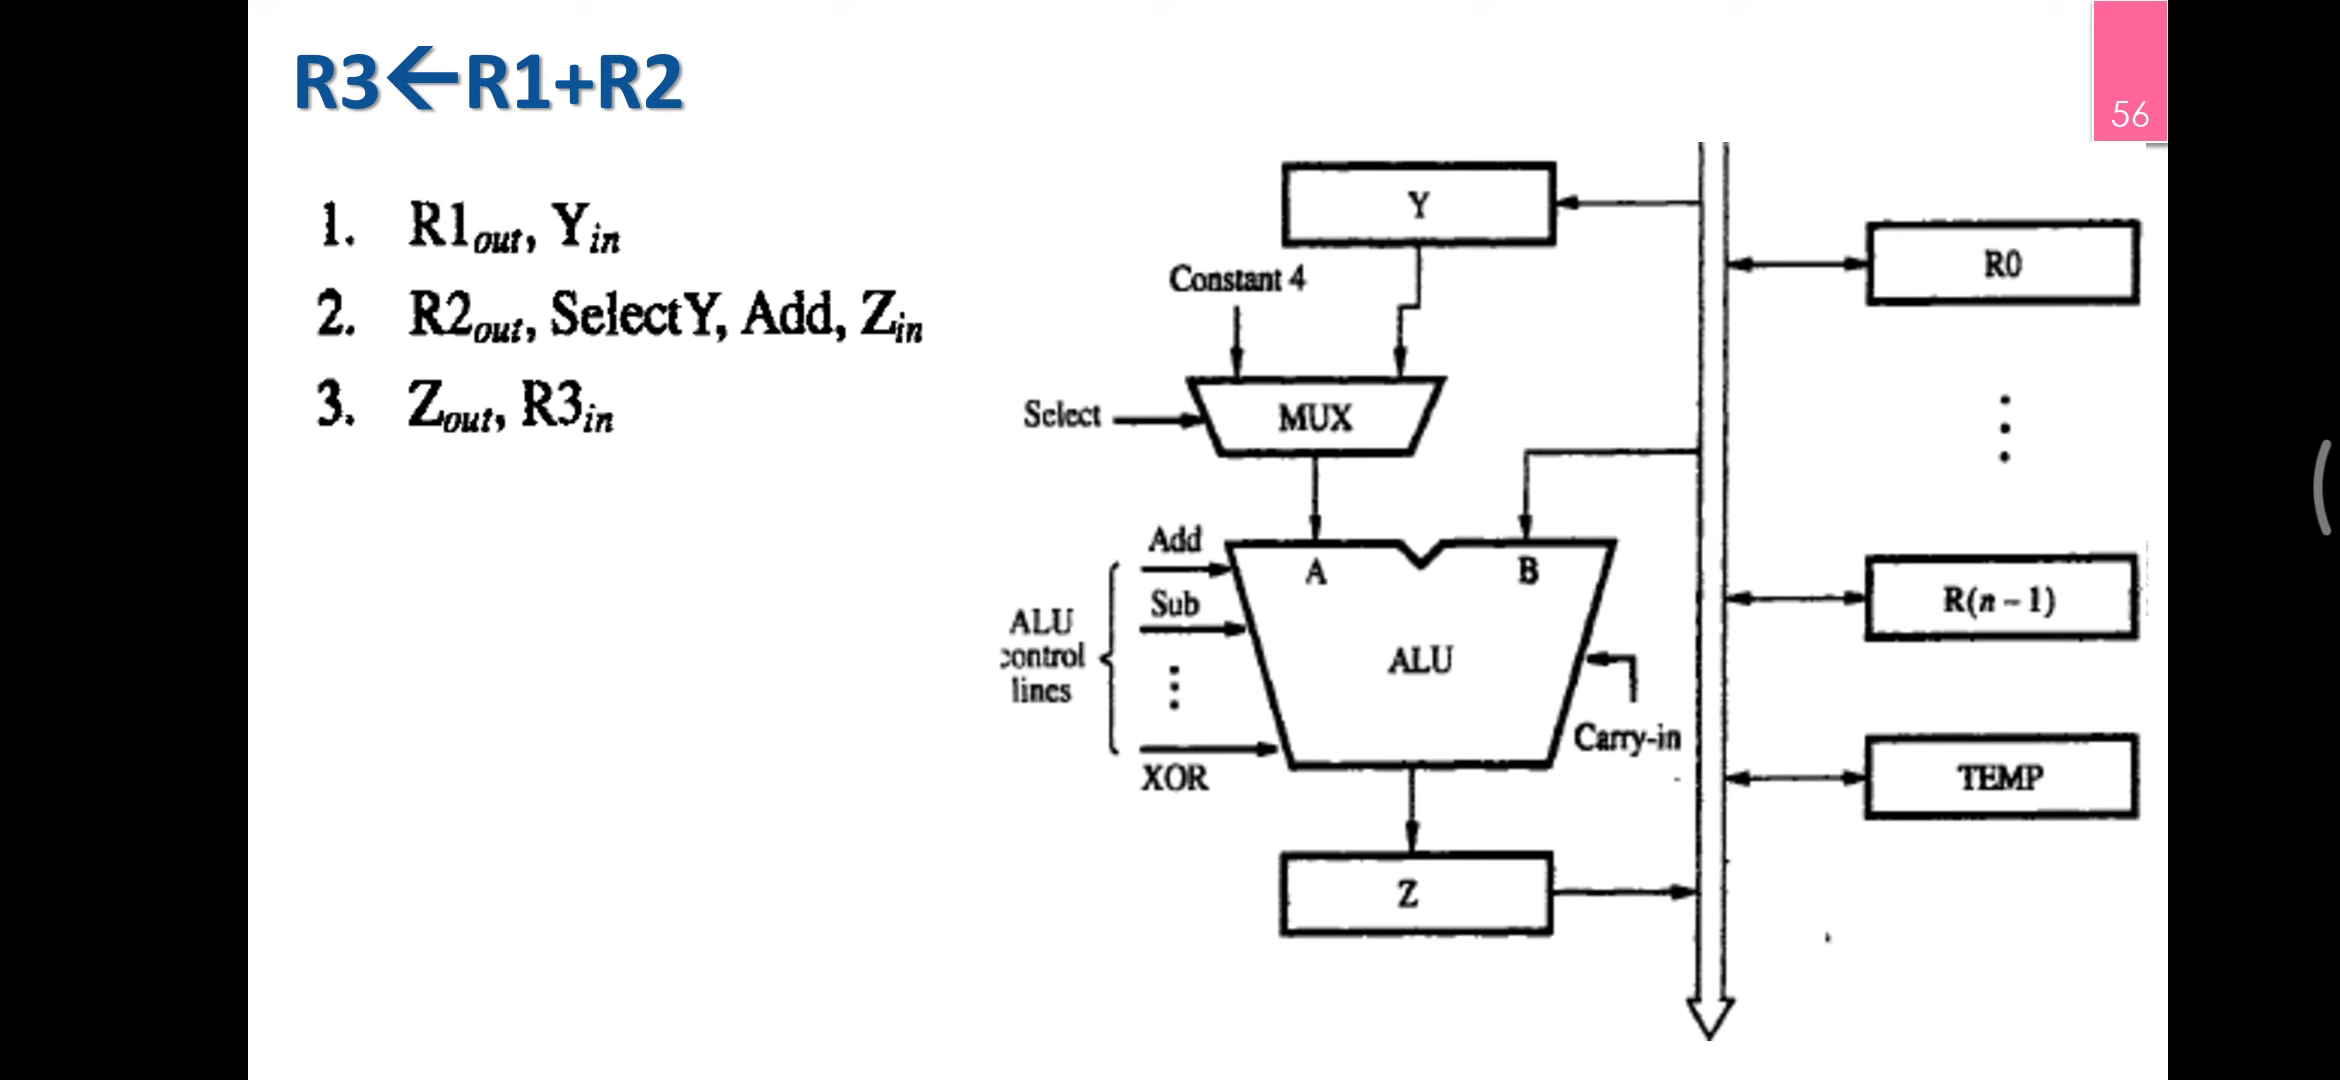 R3←R1+R2
56
1. R1out, Yin
2. R2out, SelectY, Add, Zin
3. Zout, R3in
Y
R0
Constant 4
Select
MUX
Add
A
B
Sub
ALU
control
lines
ALU
R(n – 1)
Carry-in
XOR
TEMP
Z